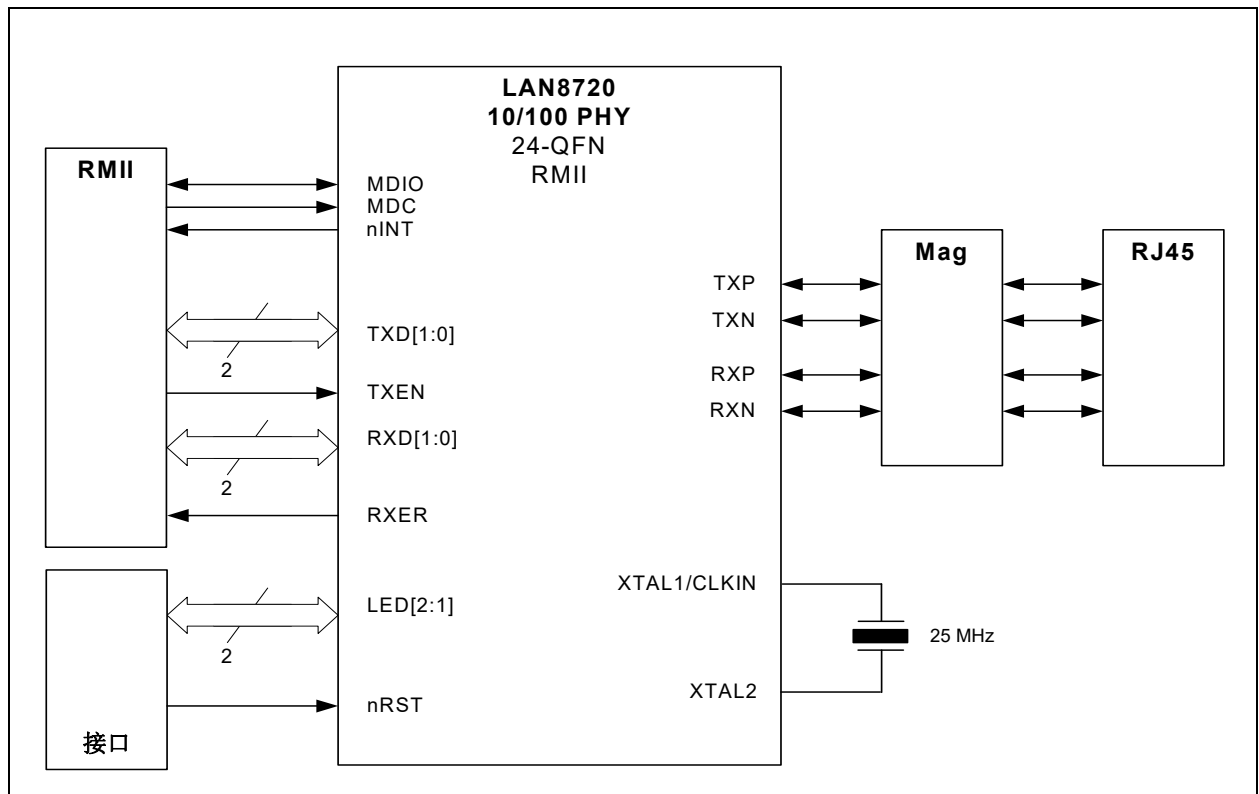 LAN8720
10/100 PHY
24-QFN
RMII
RMII
MDIO
MDC
nINT
TXD[1:0]
2
TXEN
RXD[1:0]
2
RXER
LED[2:1]
2
nRST
接口
TXP
TXN
RXP
RXN
Mag
RJ45
XTAL1/CLKIN
25 MHz
XTAL2